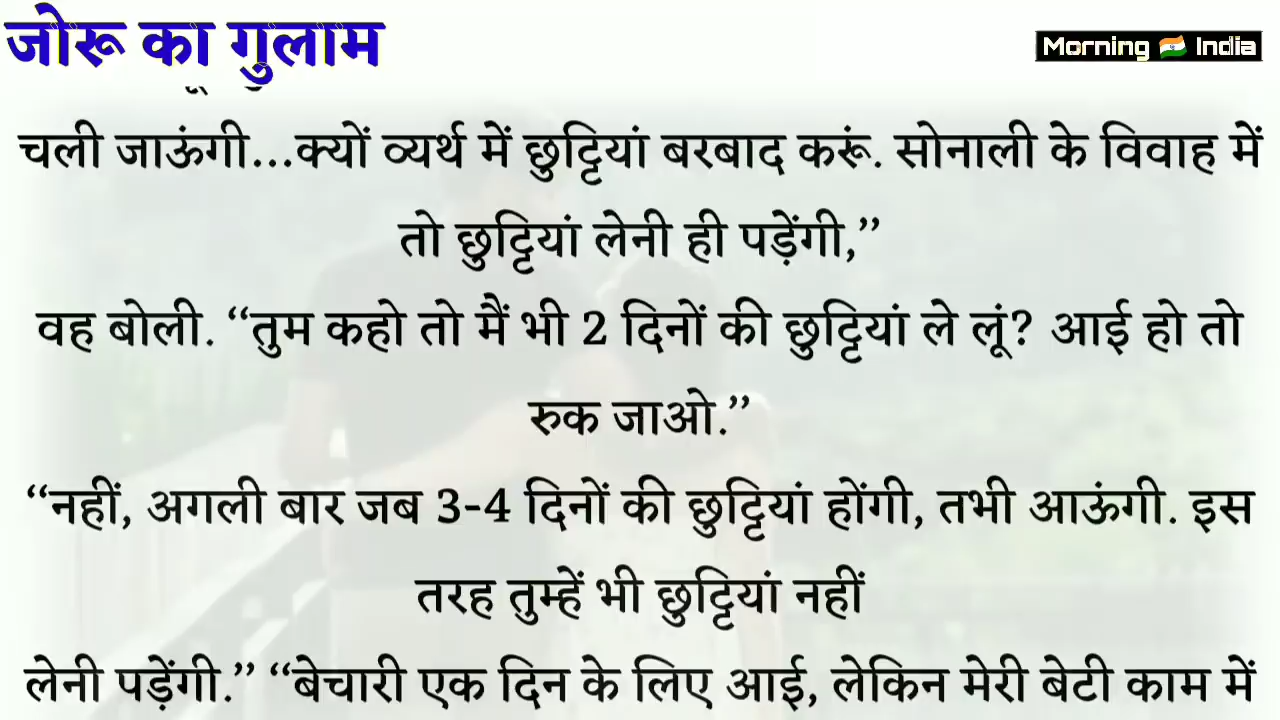 जोरू का गुलाम
Morning India
चली जाऊंगी...क्यों व्यर्थ में छुट्टियां बरबाद करूं. सोनाली के विवाह में
तो छुट्टियां लेनी ही पड़ेंगी,”
वह बोली. “तुम कहो तो मैं भी 2 दिनों की छुट्टियां ले लूं? आई हो तो
रुक जाओ.”
“नहीं, अगली बार जब 3-4 दिनों की छुट्टियां होंगी, तभी आऊंगी. इस
तरह तुम्हें भी छुट्टियां नहीं
लेनी पड़ेंगी.” “बेचारी एक दिन के लिए आई, लेकिन मेरी बेटी काम में